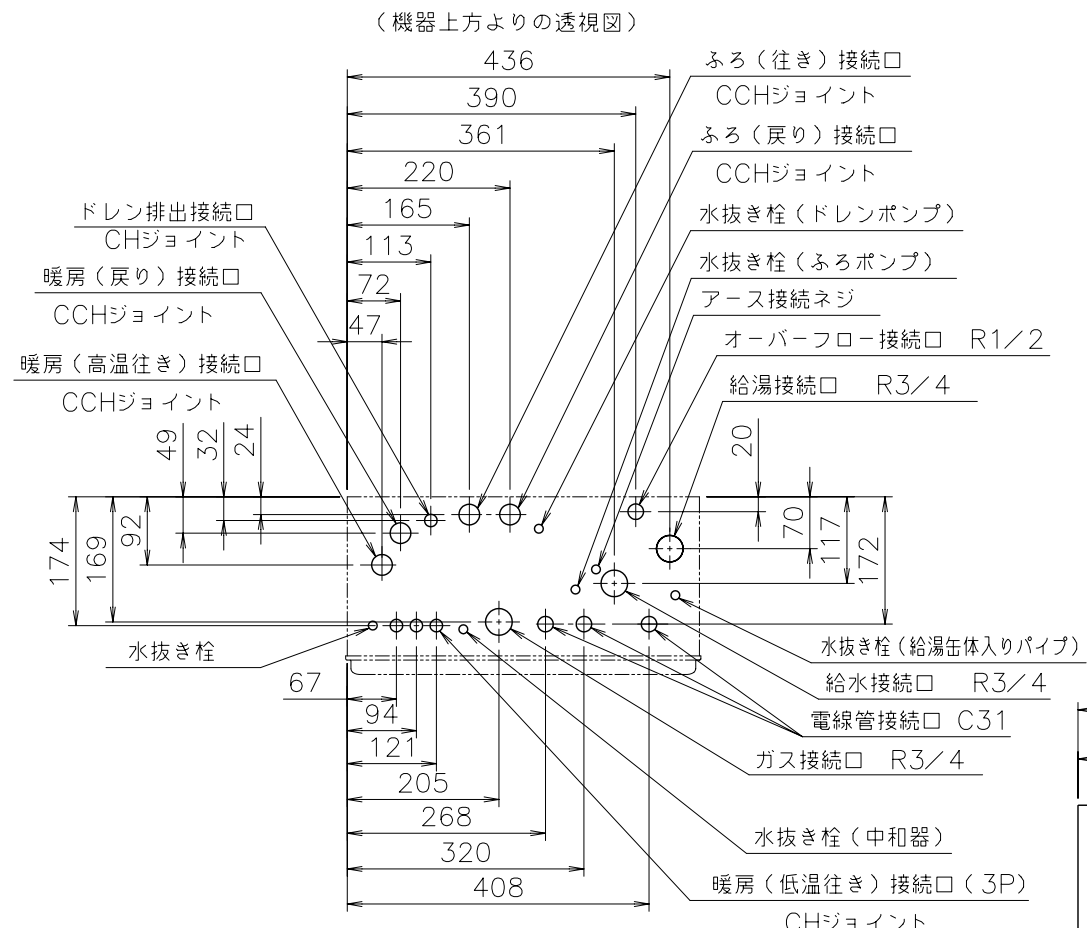 （機器上方よりの透視図）
436
ふろ（往き）接続口
CCHジョイント
390
361
ふろ（戻り）接続口
CCHジョイント
220
ドレン排出接続口
CHジョイント
165
水抜き栓（ドレンポンプ）
113
暖房（戻り）接続口
CCHジョイント
72
水抜き栓（ふろポンプ）
アース接続ネジ
47
オーバーフロー接続口 R1/2
暖房（高温往き）接続口
CCHジョイント
給湯接続口 R3/4
49
32
24
20
174
169
92
70
117
172
水抜き栓
水抜き栓（給湯缶体入りパイプ）
67
給水接続口 R3/4
94
電線管接続口 C31
121
ガス接続口 R3/4
205
268
水抜き栓（中和器）
320
暖房（低温往き）接続口（3P）
408
CHジョイント